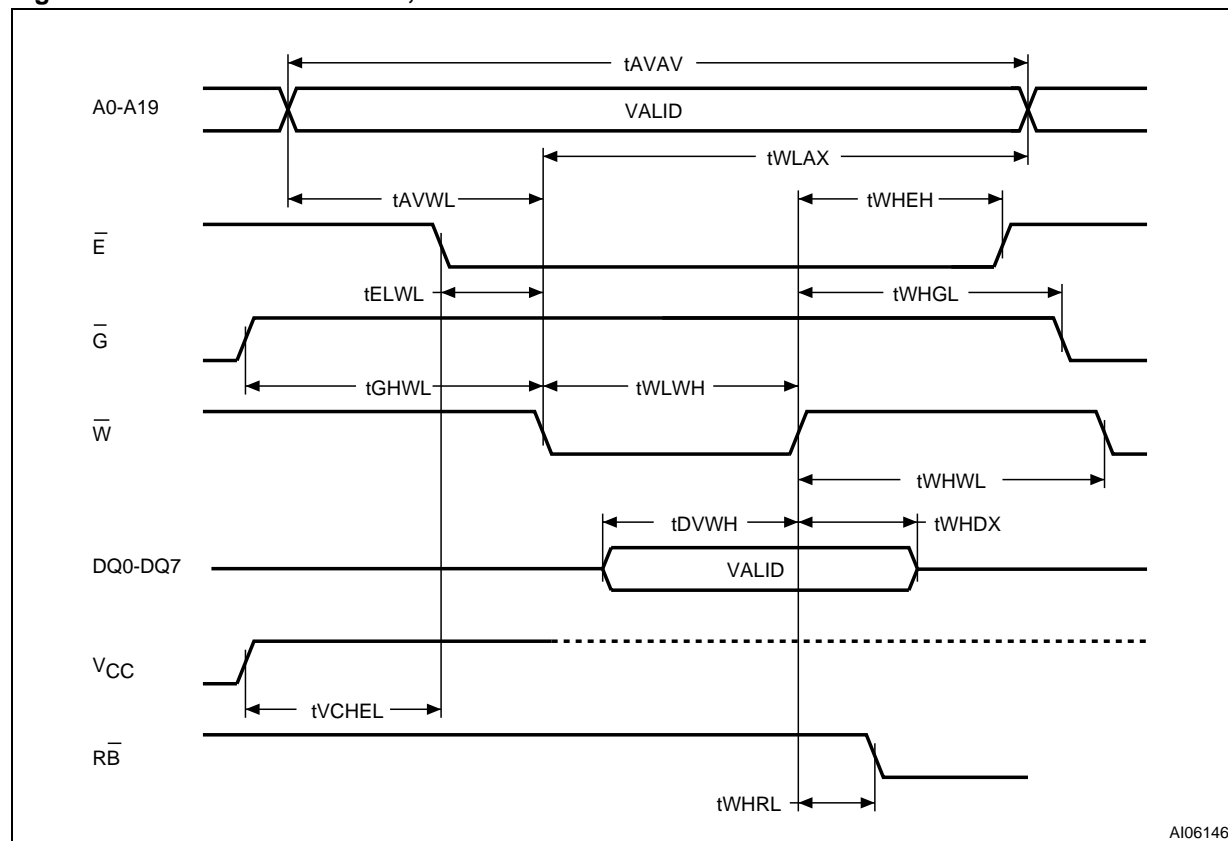 tAVAV
A0-A19
VALID
tWLAX
tAVWL
tWHEH
E̅
tELWL
tWHGL
G̅
tGHWL
tWLWH
W̅
tWHWL
tDVWH
tWHDX
DQ0-DQ7
VALID
VCC
tVCHEL
RB̅
tWHRL
AI06146